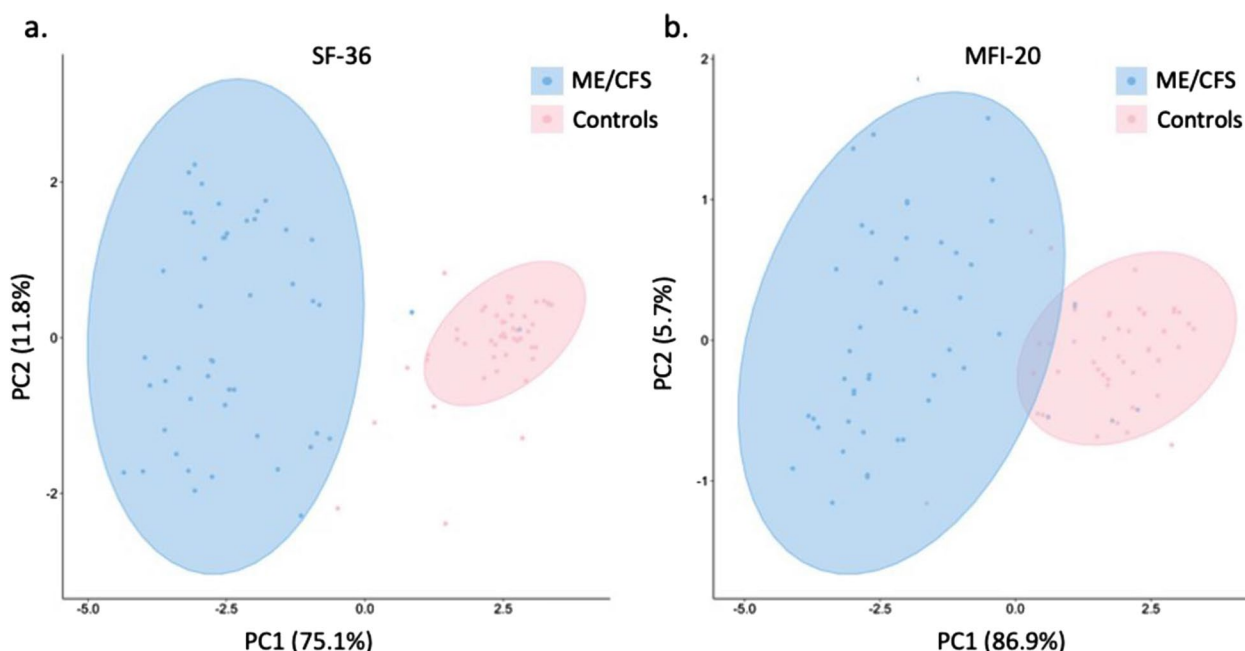 a.
SF-36
ME/CFS
Controls
2
0
-2
PC2 (11.8%)
-5.0 -2.5 0.0 2.5
PC1 (75.1%)
b.
MFI-20
ME/CFS
Controls
2
1
0
-1
PC2 (5.7%)
-5.0 -2.5 0.0 2.5
PC1 (86.9%)